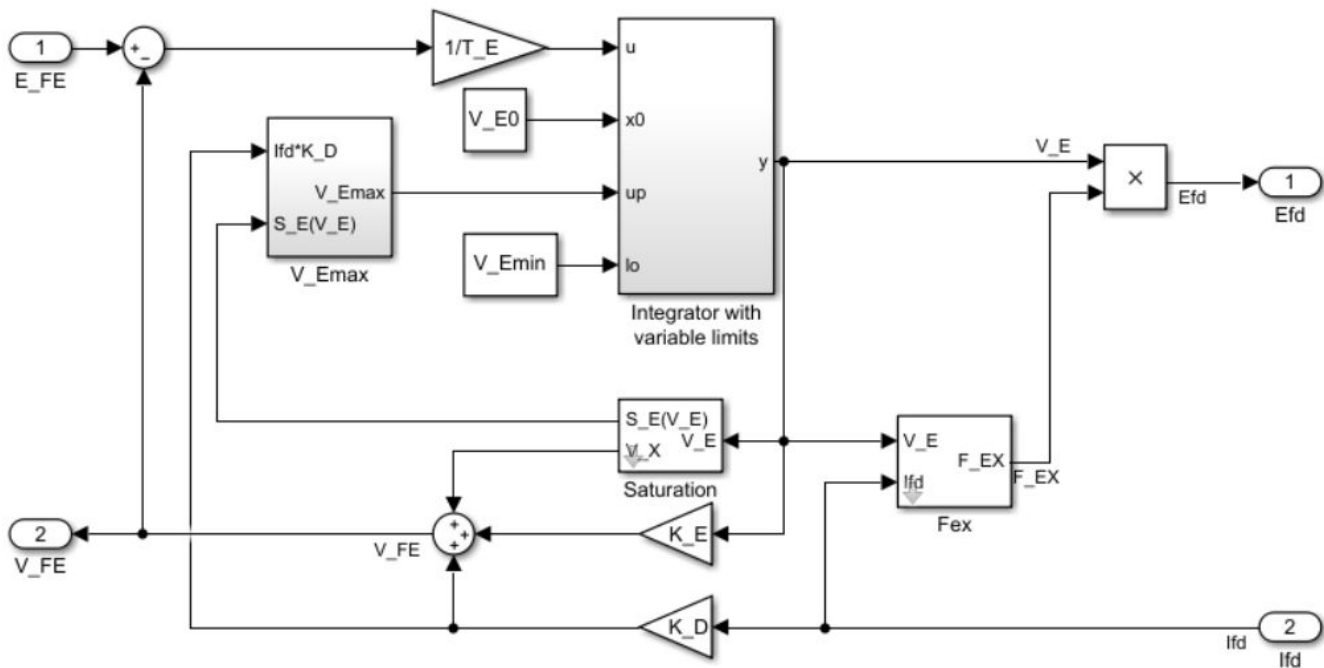 1
E_FE
+
-
1/T_E
V_E0
u
x0
up
lo
y
Integrator with
variable limits
Ifd*K_D
V_Emax
S_E(V_E)
V_Emax
V_Emin
V_E
×
Efd
1
Efd
S_E(V_E)
V_E
V_X
Saturation
V_E
F_EX
Ifd
F_EX
Fex
2
V_FE
V_FE
+
+
+
K_E
K_D
Ifd
2
Ifd